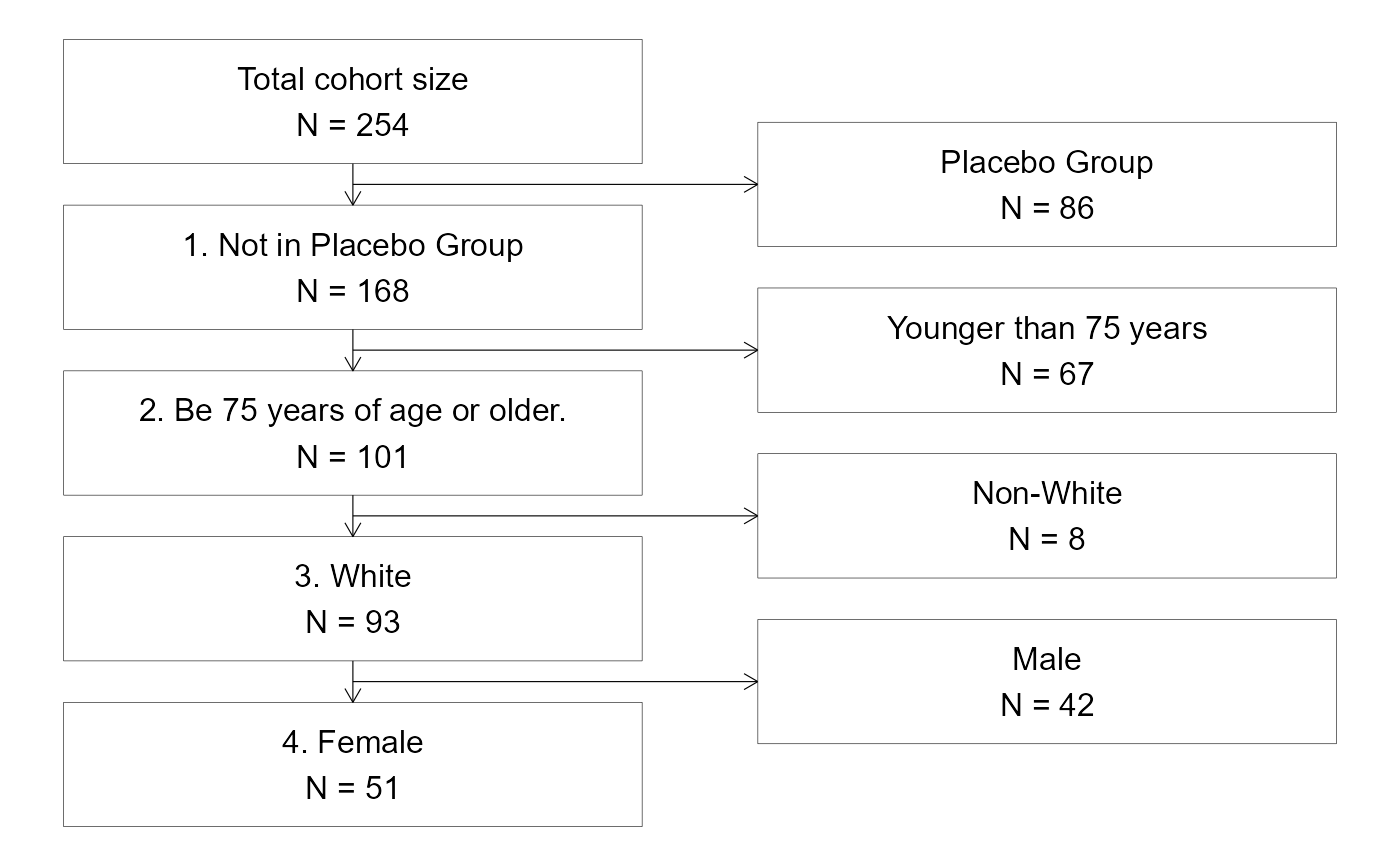 Total cohort size
N = 254
Placebo Group
N = 86
1. Not in Placebo Group
N = 168
Younger than 75 years
N = 67
2. Be 75 years of age or older.
N = 101
Non-White
N = 8
3. White
N = 93
Male
N = 42
4. Female
N = 51